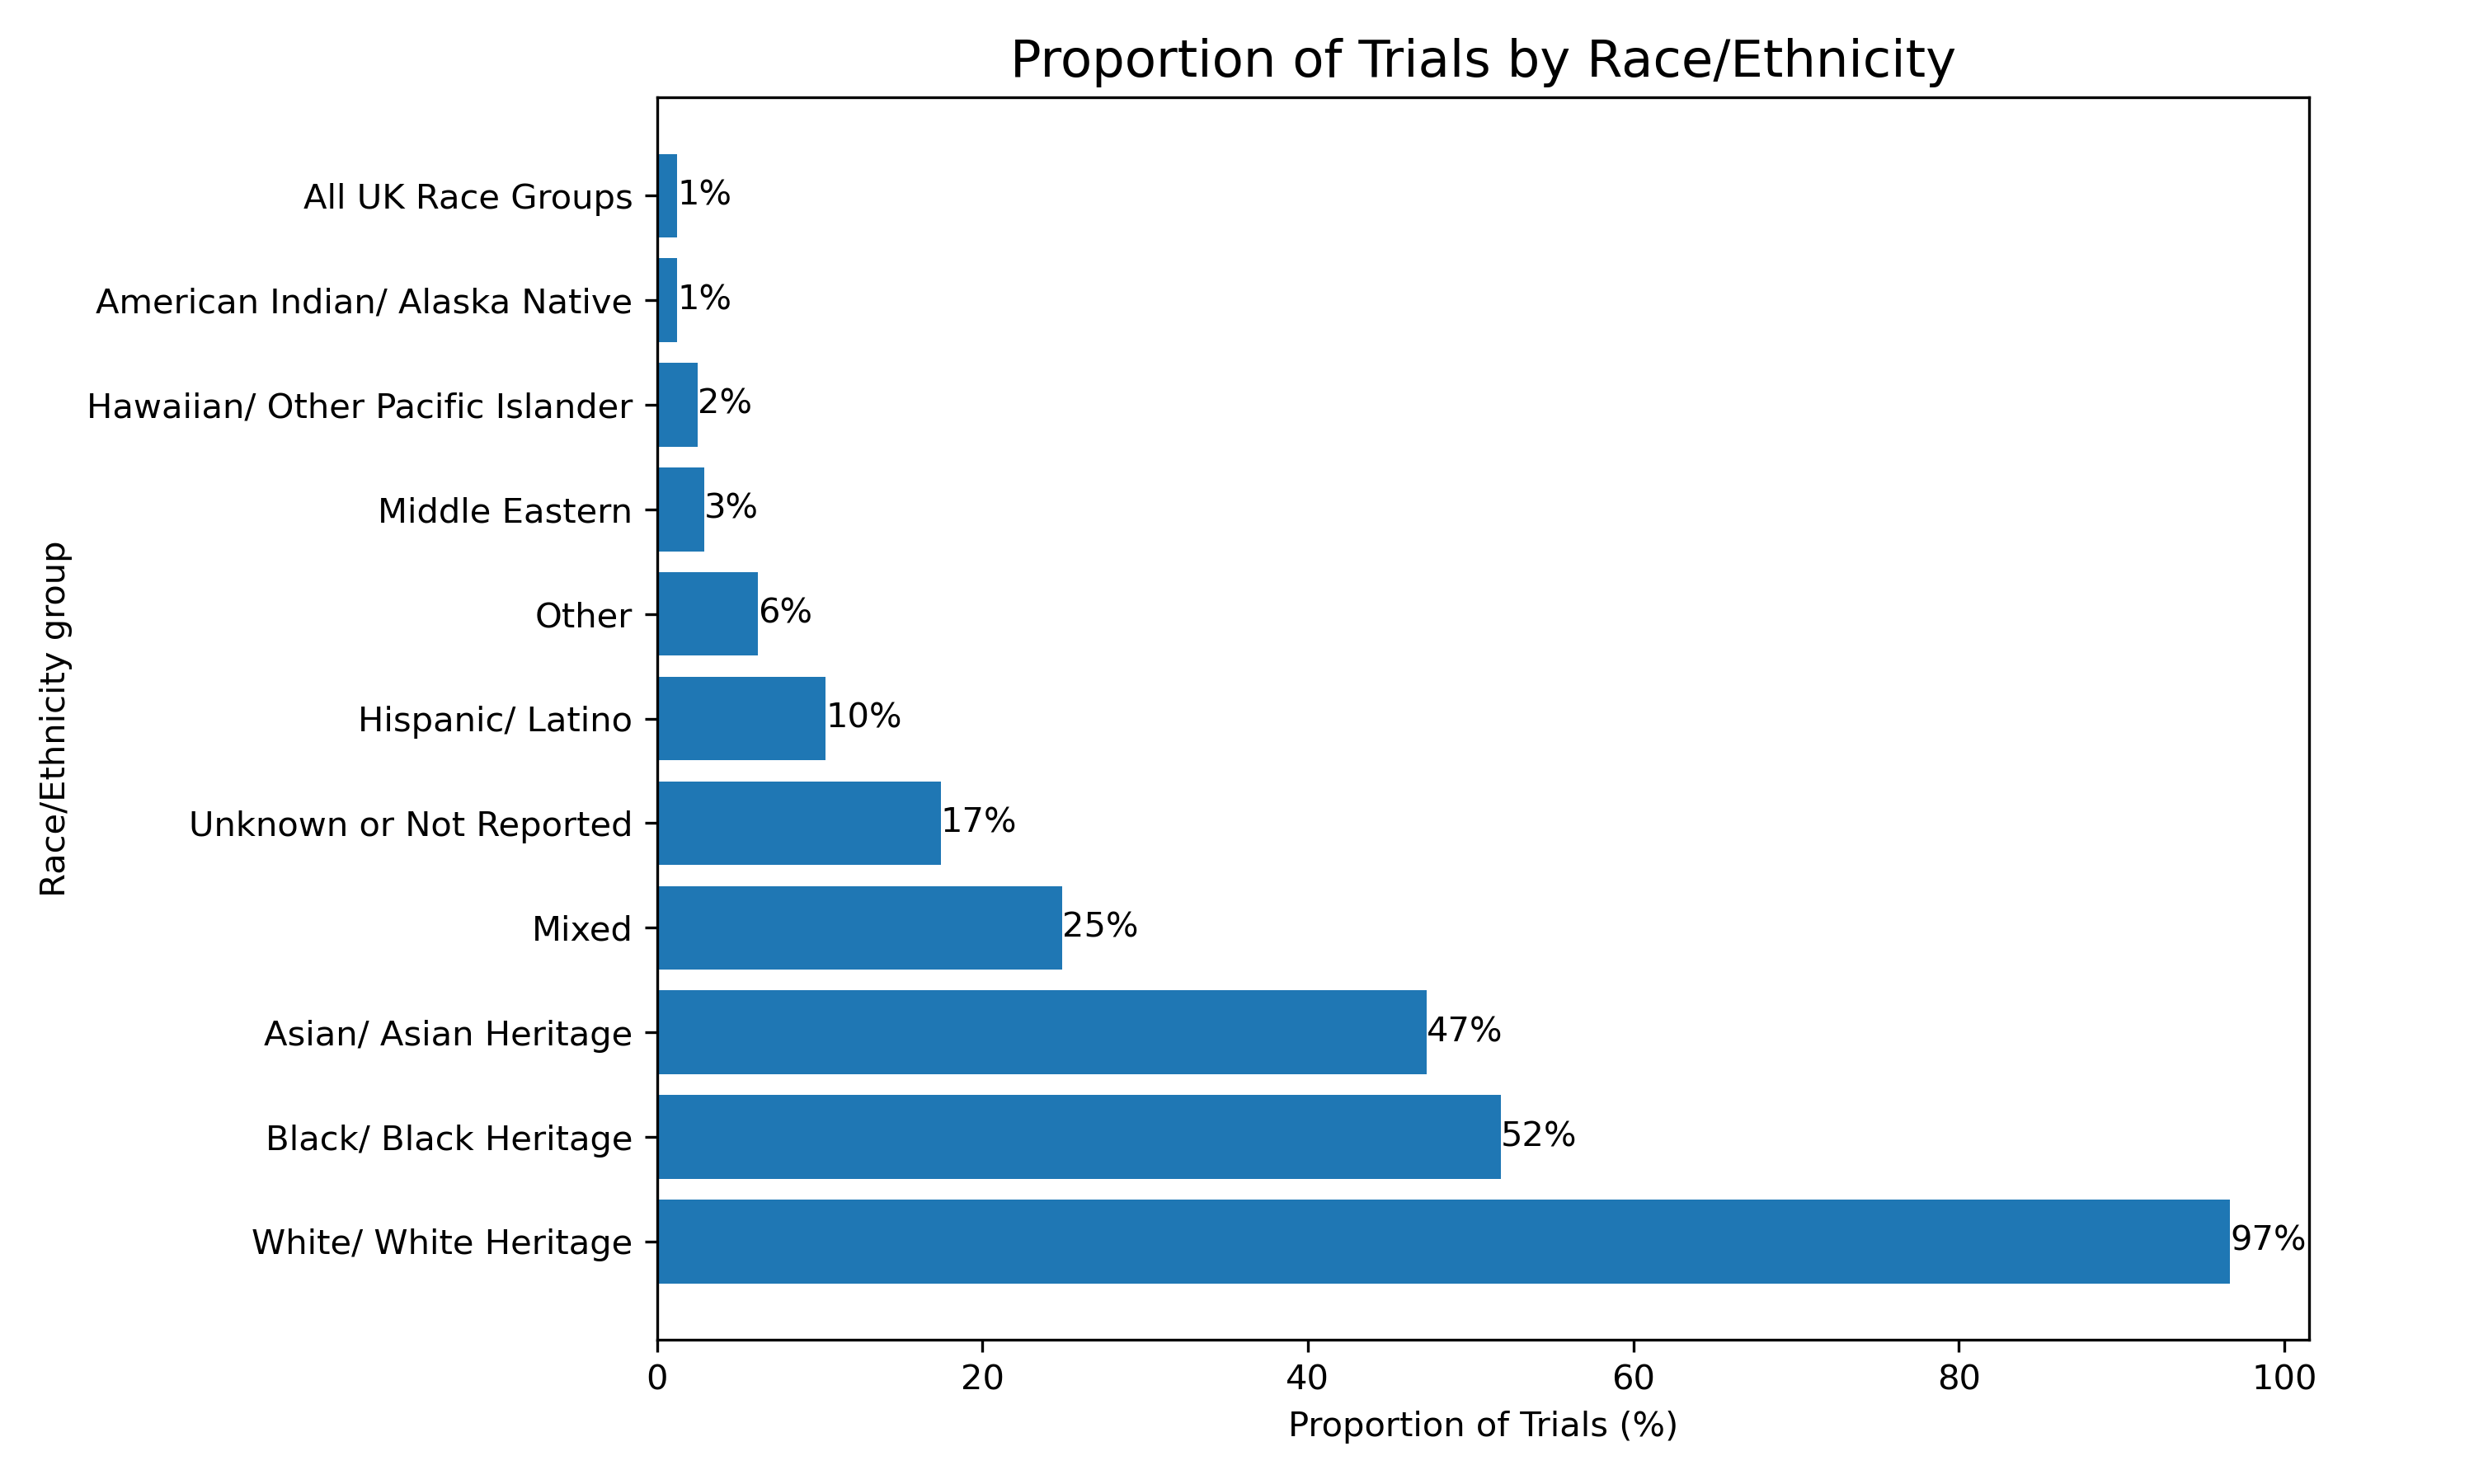 Proportion of Trials by Race/Ethnicity
Race/Ethnicity group
All UK Race Groups 1%
American Indian/ Alaska Native 1%
Hawaiian/ Other Pacific Islander 2%
Middle Eastern 3%
Other 6%
Hispanic/ Latino 10%
Unknown or Not Reported 17%
Mixed 25%
Asian/ Asian Heritage 47%
Black/ Black Heritage 52%
White/ White Heritage 97%
0 20 40 60 80 100
Proportion of Trials (%)